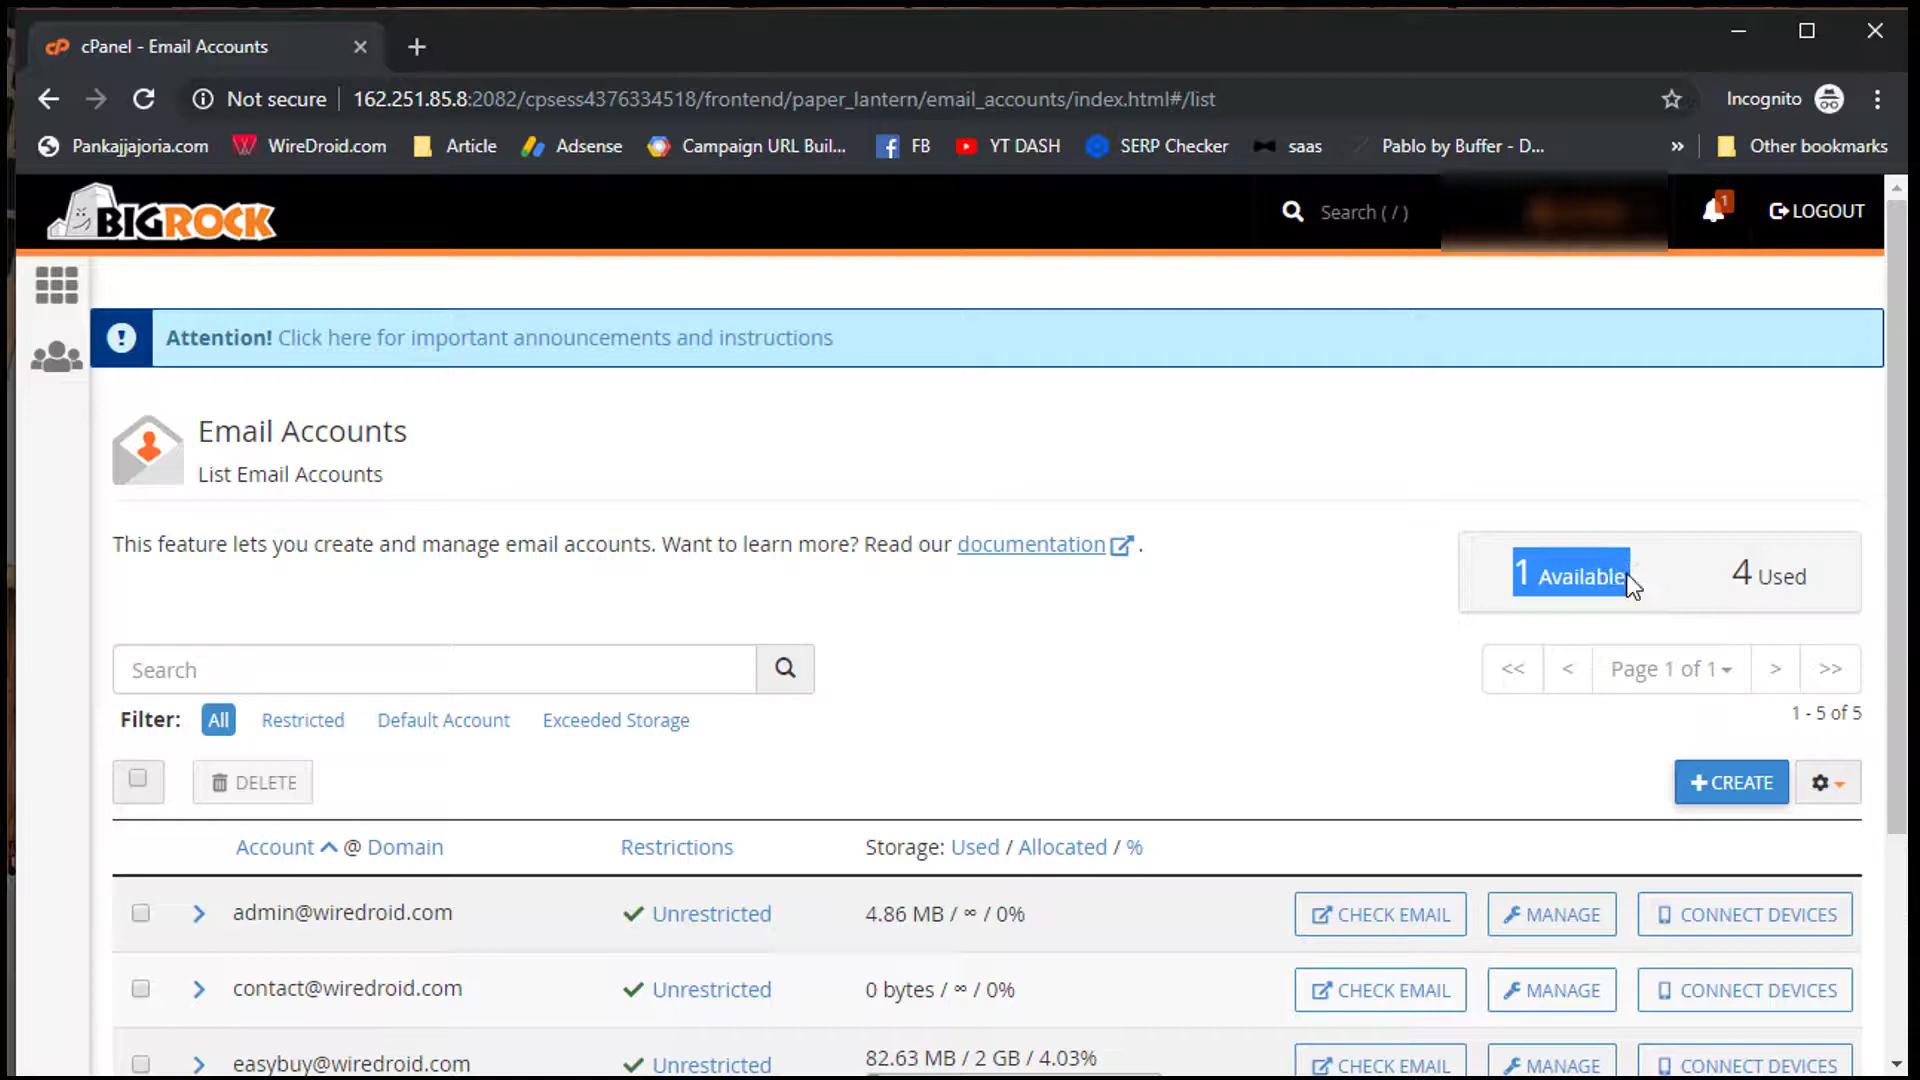 cPanel - Email Accounts
Not secure 162.251.85.8:2082/cpsess4376334518/frontend/paper_lantern/email_accounts/index.html#/list Incognito
Pankajjajoria.com WireDroid.com Article Adsense Campaign URL Buil... FB YT DASH SERP Checker saas Pablo by Buffer - D... » Other bookmarks
BIGROCK Search ( / ) 1 LOGOUT
Attention! Click here for important announcements and instructions
Email Accounts
List Email Accounts
This feature lets you create and manage email accounts. Want to learn more? Read our documentation .
1 Available 4 Used
Search << < Page 1 of 1 > >>
1 - 5 of 5
Filter: All Restricted Default Account Exceeded Storage
DELETE +CREATE
Account @ Domain Restrictions Storage: Used / Allocated / %
admin@wiredroid.com Unrestricted 4.86 MB / ∞ / 0% CHECK EMAIL MANAGE CONNECT DEVICES
contact@wiredroid.com Unrestricted 0 bytes / ∞ / 0% CHECK EMAIL MANAGE CONNECT DEVICES
easybuy@wiredroid.com Unrestricted 82.63 MB / 2 GB / 4.03% CHECK EMAIL MANAGE CONNECT DEVICES